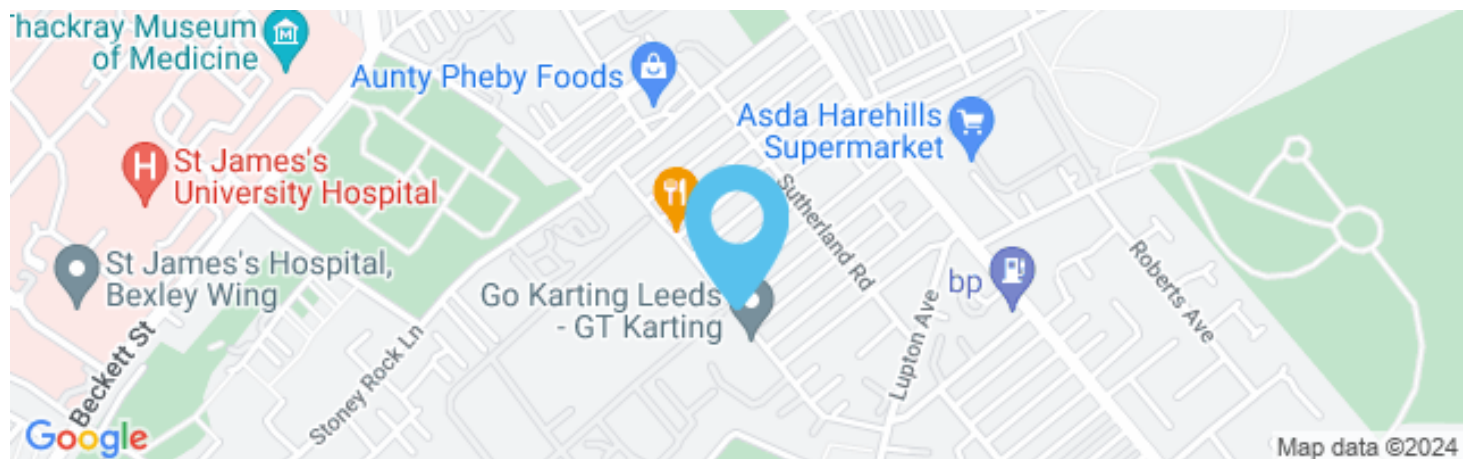 hackray Museum
of Medicine
Aunty Pheby Foods
Asda Harehills
Supermarket
H
St James's
University Hospital
St James's Hospital,
Bexley Wing
Sutherland Rd
Go Karting Leeds
- GT Karting
bp
Roberts Ave
Lupton Ave
Stoney Rock Ln
Beckett St
Google
Map data ©2024